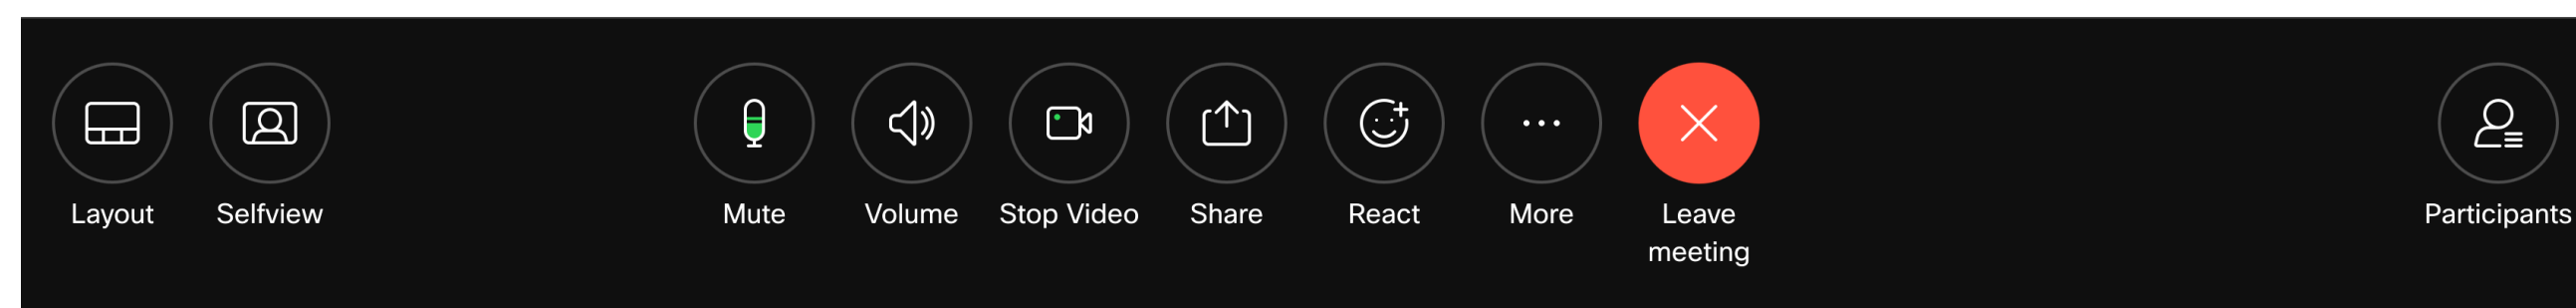 Layout
Selfview
Mute
Volume
Stop Video
Share
React
More
Leave
meeting
Participants